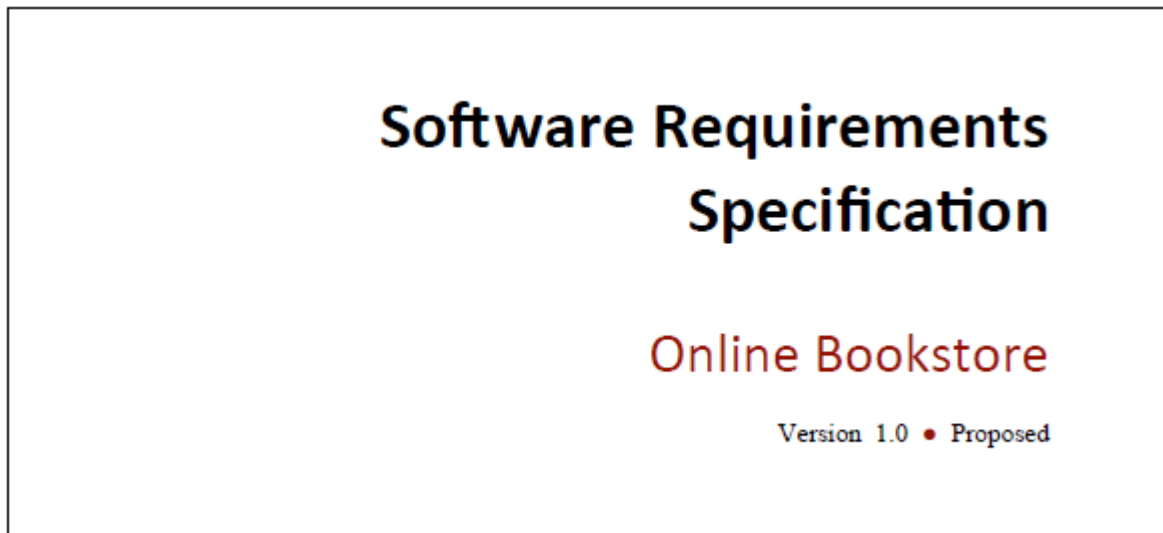 Software Requirements
Specification
Online Bookstore
Version 1.0 • Proposed